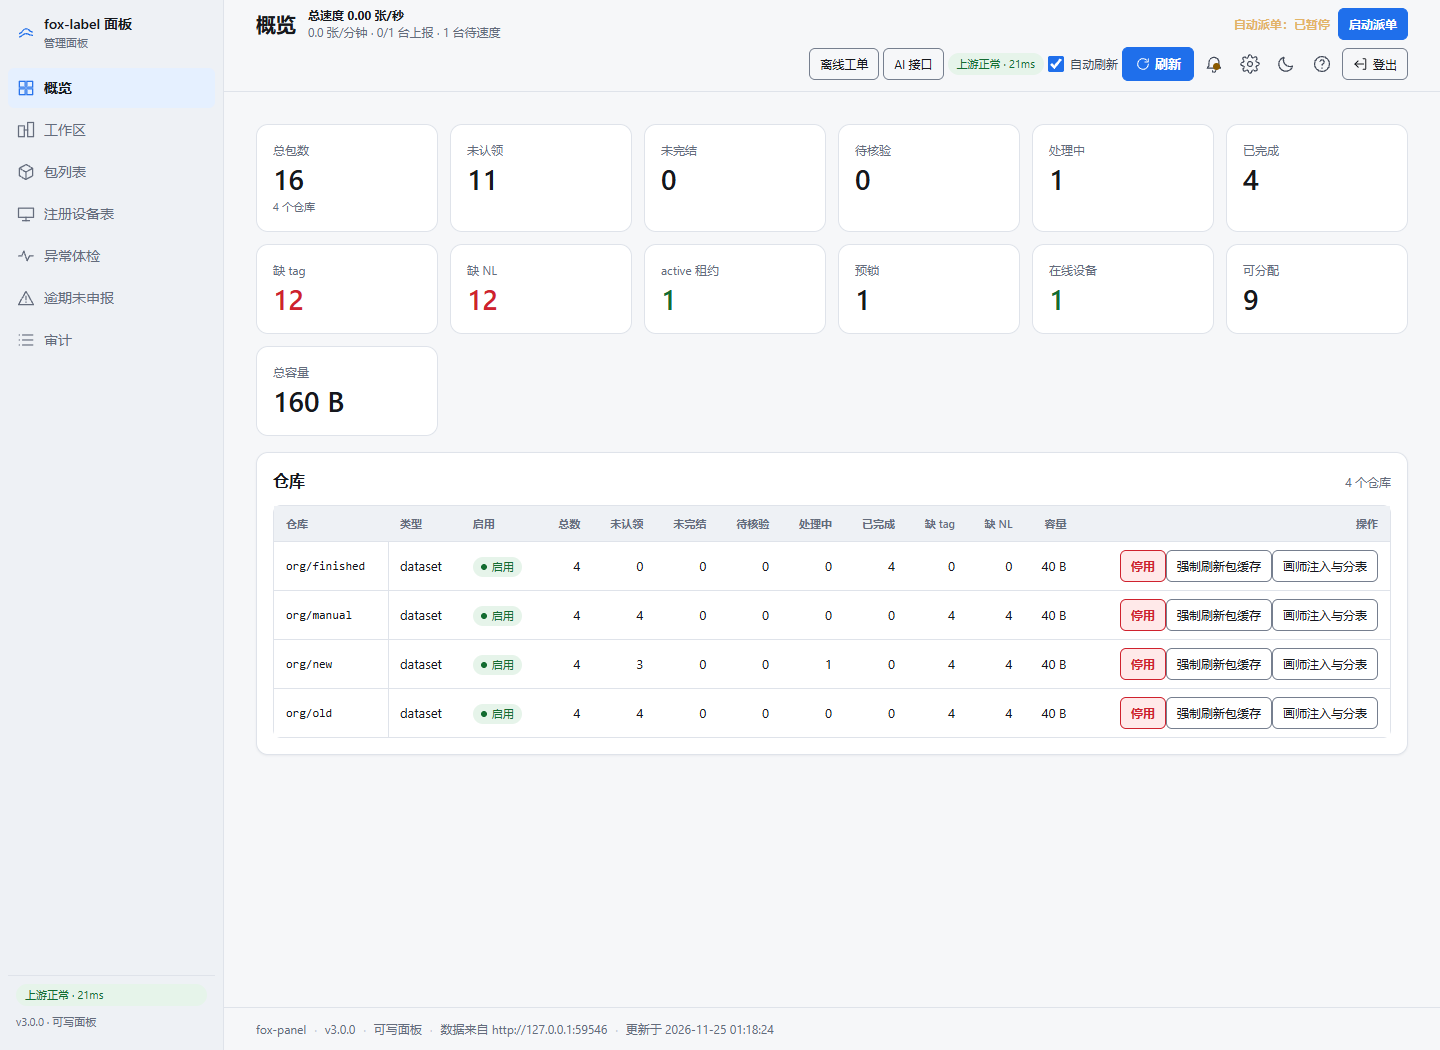 fox-label 面板
管理面板
概览
工作区
包列表
注册设备表
异常体检
逾期未申报
审计
上游正常 · 21ms
v3.0.0 · 可写面板
概览
总速度 0.00 张/秒
0.0 张/分钟 · 0/1 台上报 · 1 台待速度
自动派单：已暂停
启动派单
离线工单
AI 接口
上游正常 · 21ms
自动刷新
刷新
登出
总包数
16
4 个仓库
未认领
11
未完结
0
待核验
0
处理中
1
已完成
4
缺 tag
12
缺 NL
12
active 租约
1
预锁
1
在线设备
1
可分配
9
总容量
160 B
仓库
4 个仓库
仓库 类型 启用 总数 未认领 未完结 待核验 处理中 已完成 缺 tag 缺 NL 容量 操作
org/finished dataset 启用 4 0 0 0 0 4 0 0 40 B 停用 强制刷新包缓存 画师注入与分表
org/manual dataset 启用 4 4 0 0 0 0 4 4 40 B 停用 强制刷新包缓存 画师注入与分表
org/new dataset 启用 4 3 0 0 1 0 4 4 40 B 停用 强制刷新包缓存 画师注入与分表
org/old dataset 启用 4 4 0 0 0 0 4 4 40 B 停用 强制刷新包缓存 画师注入与分表
fox-panel · v3.0.0 · 可写面板 · 数据来自 http://127.0.0.1:59546 · 更新于 2026-11-25 01:18:24